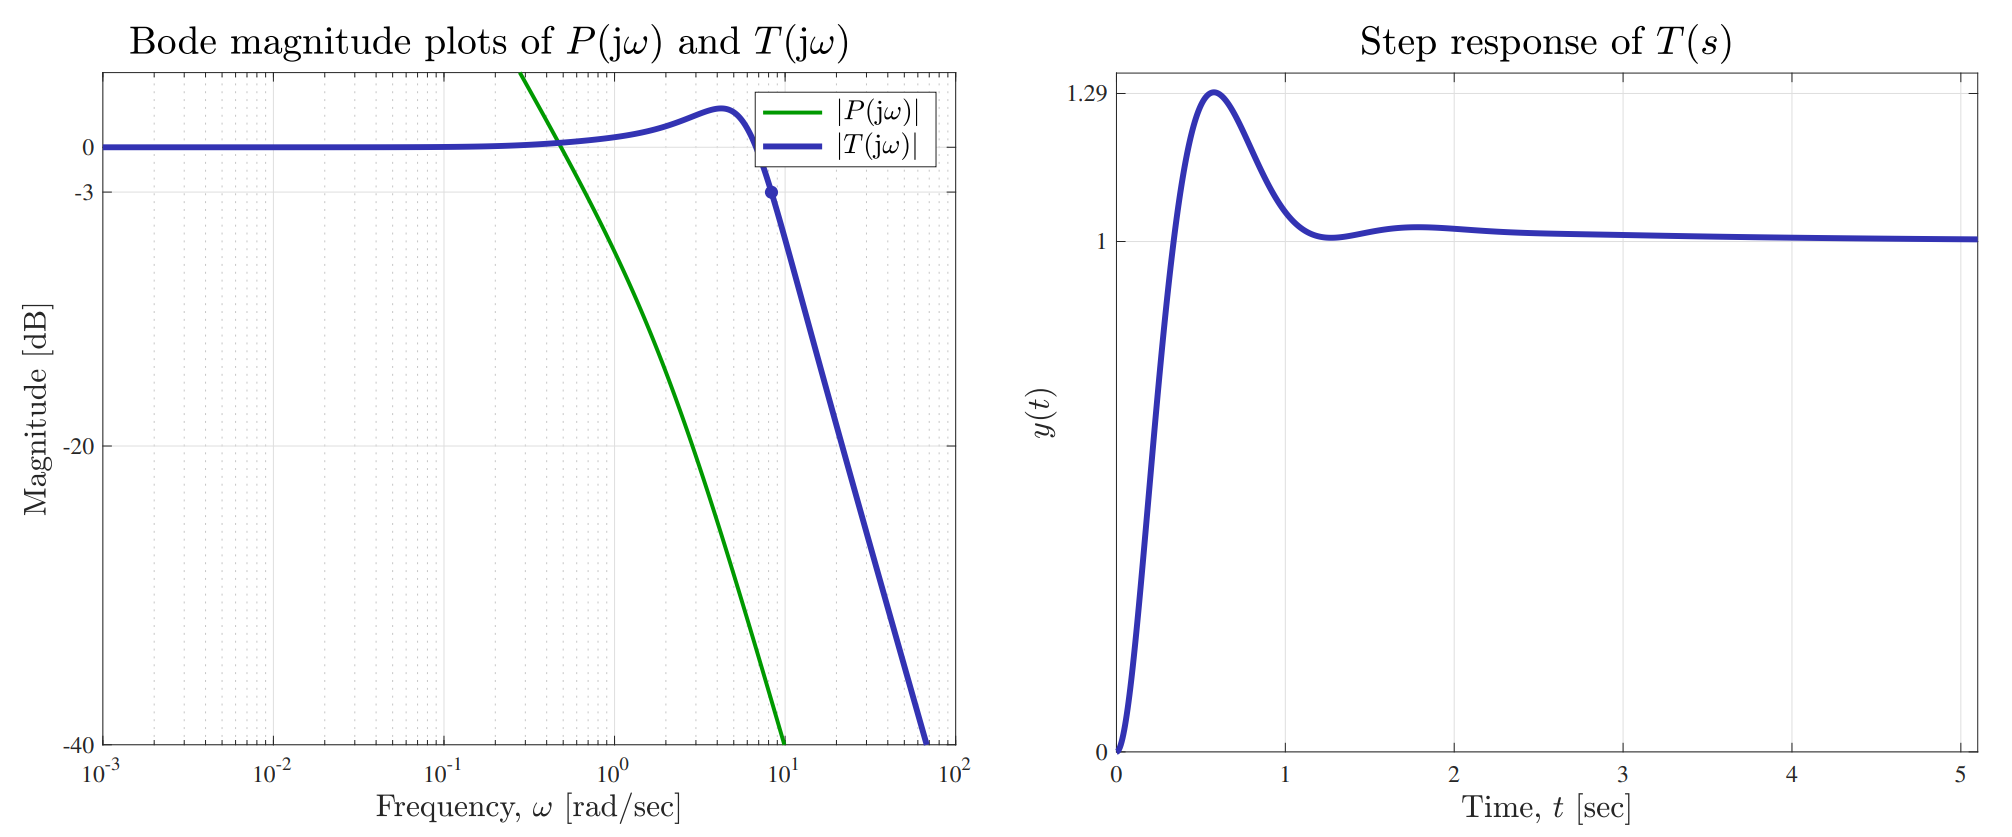 Bode magnitude plots of P(jω) and T(jω)
|P(jω)|
|T(jω)|
0
-3
-20
-40
Magnitude [dB]
10^-3
10^-2
10^-1
10^0
10^1
10^2
Frequency, ω [rad/sec]
Step response of T(s)
1.29
1
0
y(t)
0
1
2
3
4
5
Time, t [sec]